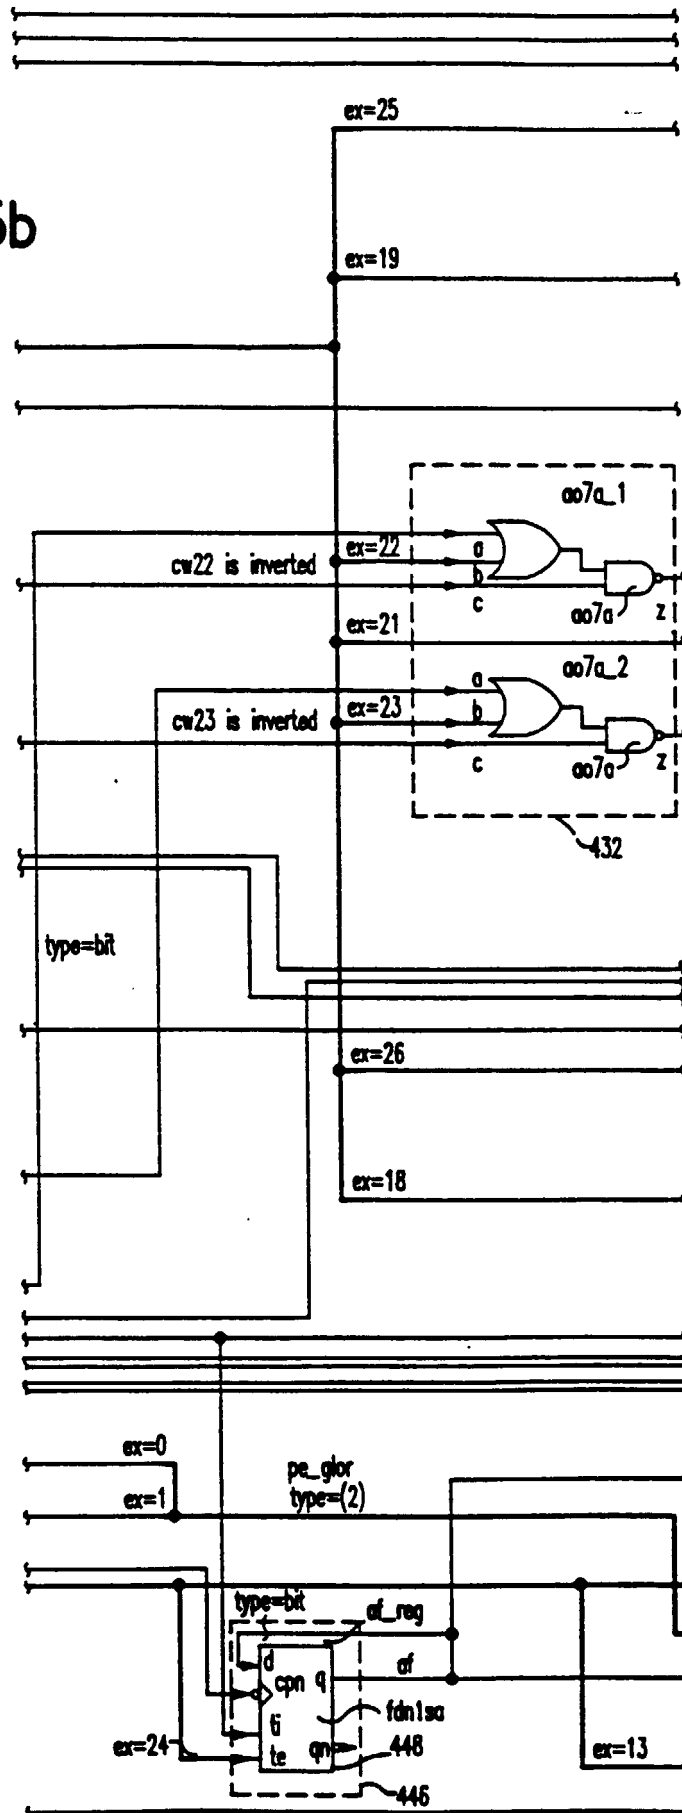 ex=25
5b
ex=19
ao7a_1
ex=22
a
cw22 is inverted
b
c
ao7a
z
ex=21
ao7a_2
a
ex=23
b
cw23 is inverted
c
ao7a
z
432
type=bit
ex=26
ex=18
ex=0
pe_glor
ex=1
type=(2)
type=bit
af_reg
d
q
af
cpn
fdn1sa
ti
ex=24
te
qn
448
ex=13
446